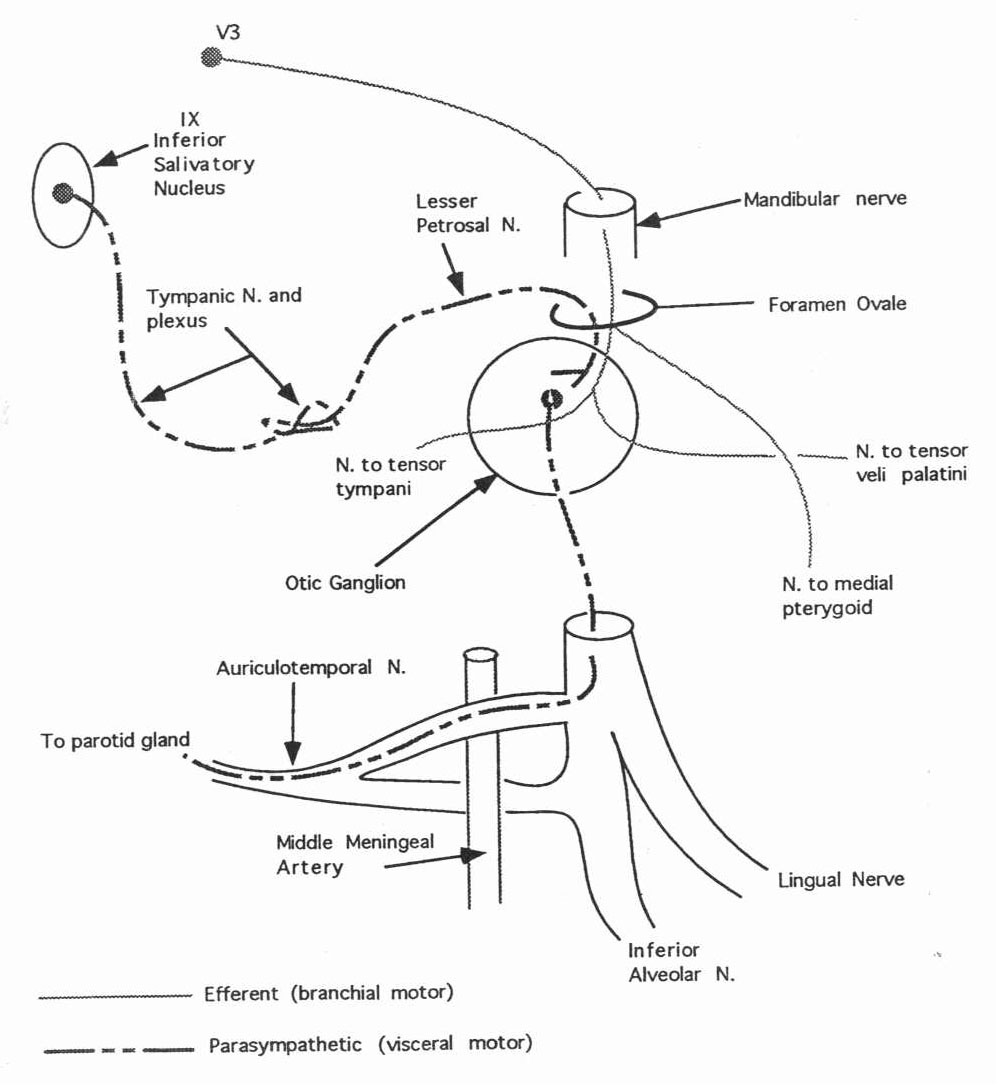 V3
IX
Inferior
Salivatory
Nucleus
Lesser
Petrosal N.
Mandibular nerve
Tympanic N. and
plexus
Foramen Ovale
N. to tensor
tympani
N. to tensor
veli palatini
Otic Ganglion
N. to medial
pterygoid
Auriculotemporal N.
To parotid gland
Middle Meningeal
Artery
Lingual Nerve
Inferior
Alveolar N.
Efferent (branchial motor)
Parasympathetic (visceral motor)